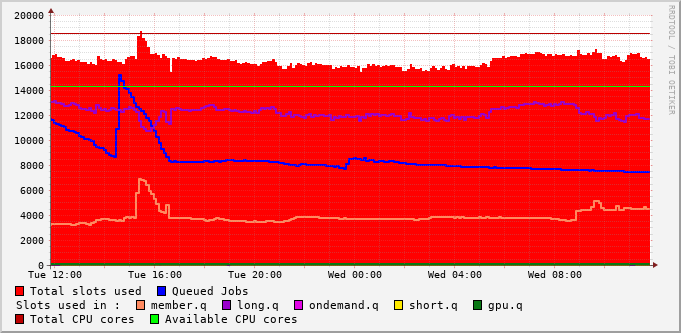 20000
18000
16000
14000
12000
10000
8000
6000
4000
2000
0
Tue 12:00 Tue 16:00 Tue 20:00 Wed 00:00 Wed 04:00 Wed 08:00
RRDTOOL / TOBI OETIKER
Total slots used Queued Jobs
Slots used in : member.q long.q ondemand.q short.q gpu.q
Total CPU cores Available CPU cores